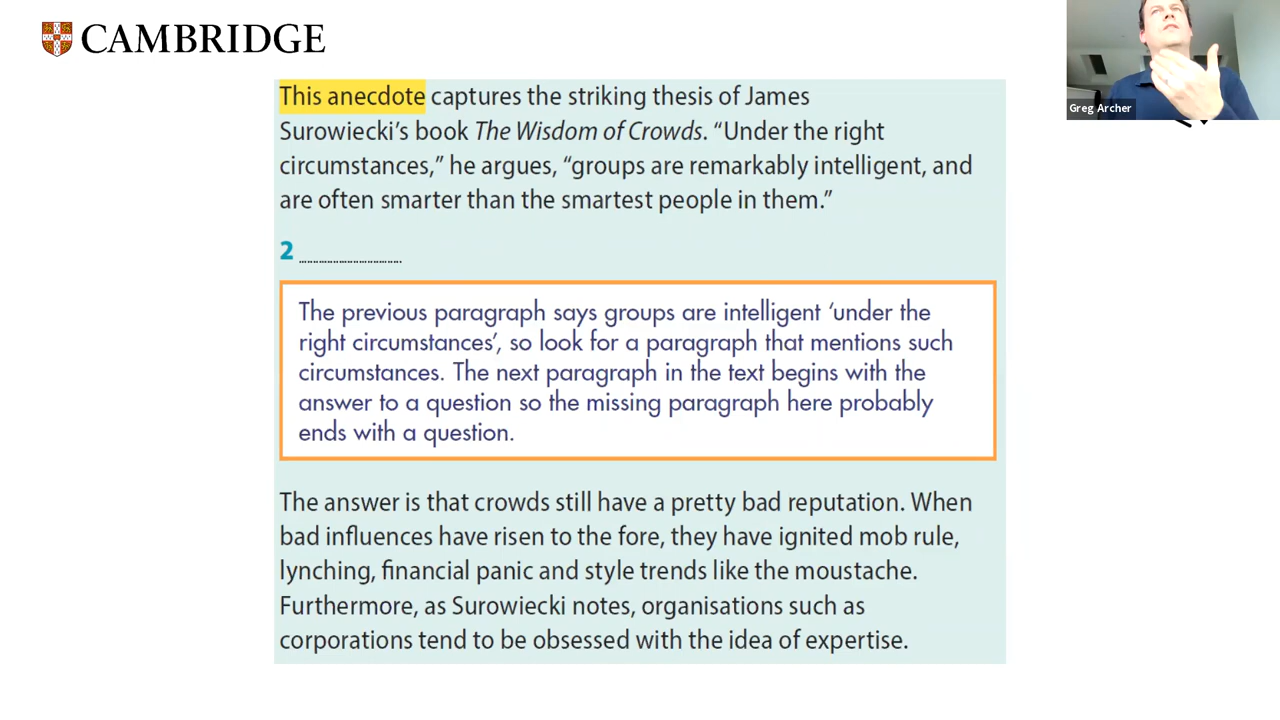 CAMBRIDGE
Greg Archer
This anecdote captures the striking thesis of James
Surowiecki’s book The Wisdom of Crowds. “Under the right
circumstances,” he argues, “groups are remarkably intelligent, and
are often smarter than the smartest people in them.”
2 ....................................
The previous paragraph says groups are intelligent ‘under the
right circumstances’, so look for a paragraph that mentions such
circumstances. The next paragraph in the text begins with the
answer to a question so the missing paragraph here probably
ends with a question.
The answer is that crowds still have a pretty bad reputation. When
bad influences have risen to the fore, they have ignited mob rule,
lynching, financial panic and style trends like the moustache.
Furthermore, as Surowiecki notes, organisations such as
corporations tend to be obsessed with the idea of expertise.